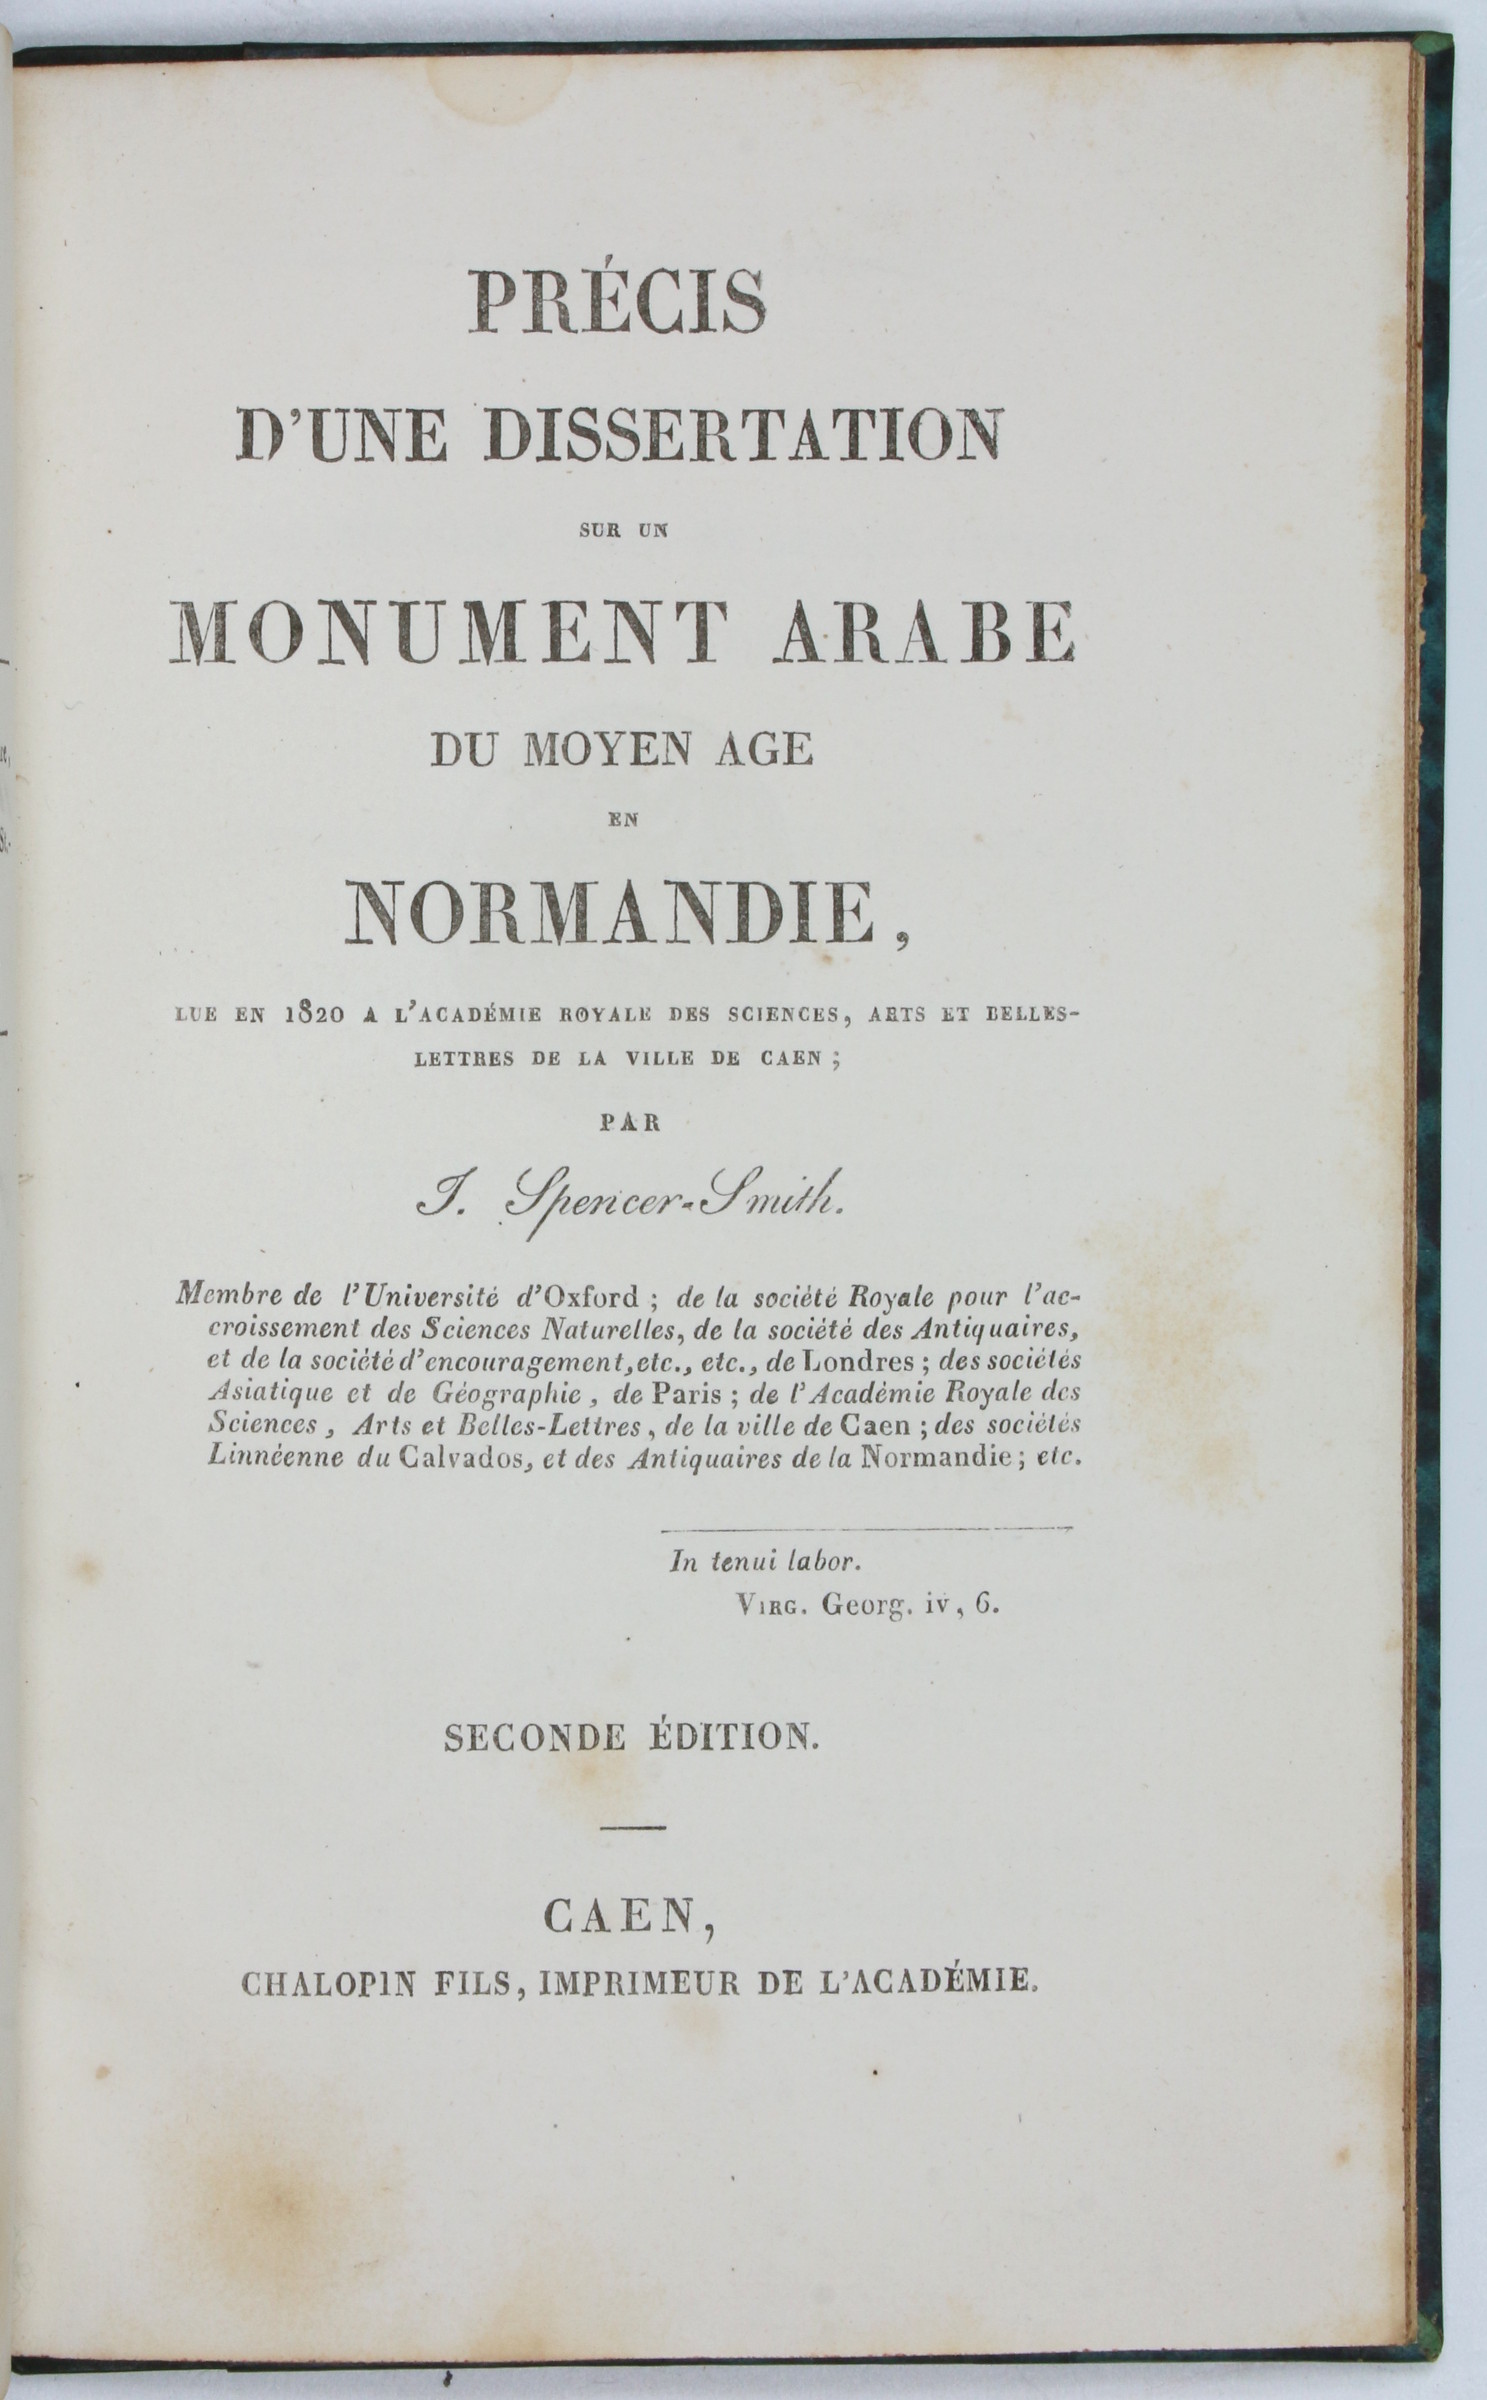 PRÉCIS
D'UNE DISSERTATION
SUR UN
MONUMENT ARABE
DU MOYEN AGE
EN
NORMANDIE,
LUE EN 1820 A L'ACADÉMIE ROYALE DES SCIENCES, ARTS ET BELLES-
LETTRES DE LA VILLE DE CAEN;
PAR
J. Spencer-Smith.
Membre de l'Université d'Oxford; de la société Royale pour l'ac-
croissement des Sciences Naturelles, de la société des Antiquaires,
et de la société d'encouragement, etc., etc., de Londres; des sociétés
Asiatique et de Géographie, de Paris; de l'Académie Royale des
Sciences, Arts et Belles-Lettres, de la ville de Caen; des sociétés
Linnéenne du Calvados, et des Antiquaires de la Normandie; etc.
In tenui labor.
VIRG. Georg. iv, 6.
SECONDE ÉDITION.
CAEN,
CHALOPIN FILS, IMPRIMEUR DE L'ACADÉMIE.